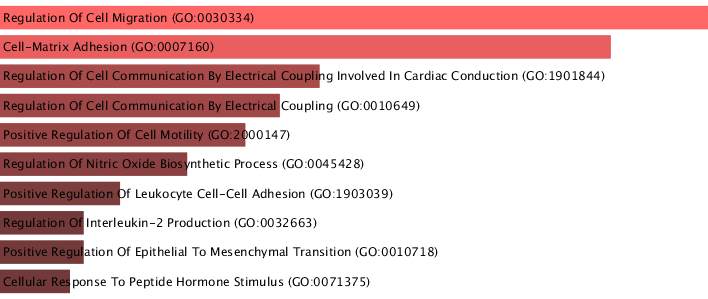 Regulation Of Cell Migration (GO:0030334)
Cell-Matrix Adhesion (GO:0007160)
Regulation Of Cell Communication By Electrical Coupling Involved In Cardiac Conduction (GO:1901844)
Regulation Of Cell Communication By Electrical Coupling (GO:0010649)
Positive Regulation Of Cell Motility (GO:2000147)
Regulation Of Nitric Oxide Biosynthetic Process (GO:0045428)
Positive Regulation Of Leukocyte Cell-Cell Adhesion (GO:1903039)
Regulation Of Interleukin-2 Production (GO:0032663)
Positive Regulation Of Epithelial To Mesenchymal Transition (GO:0010718)
Cellular Response To Peptide Hormone Stimulus (GO:0071375)